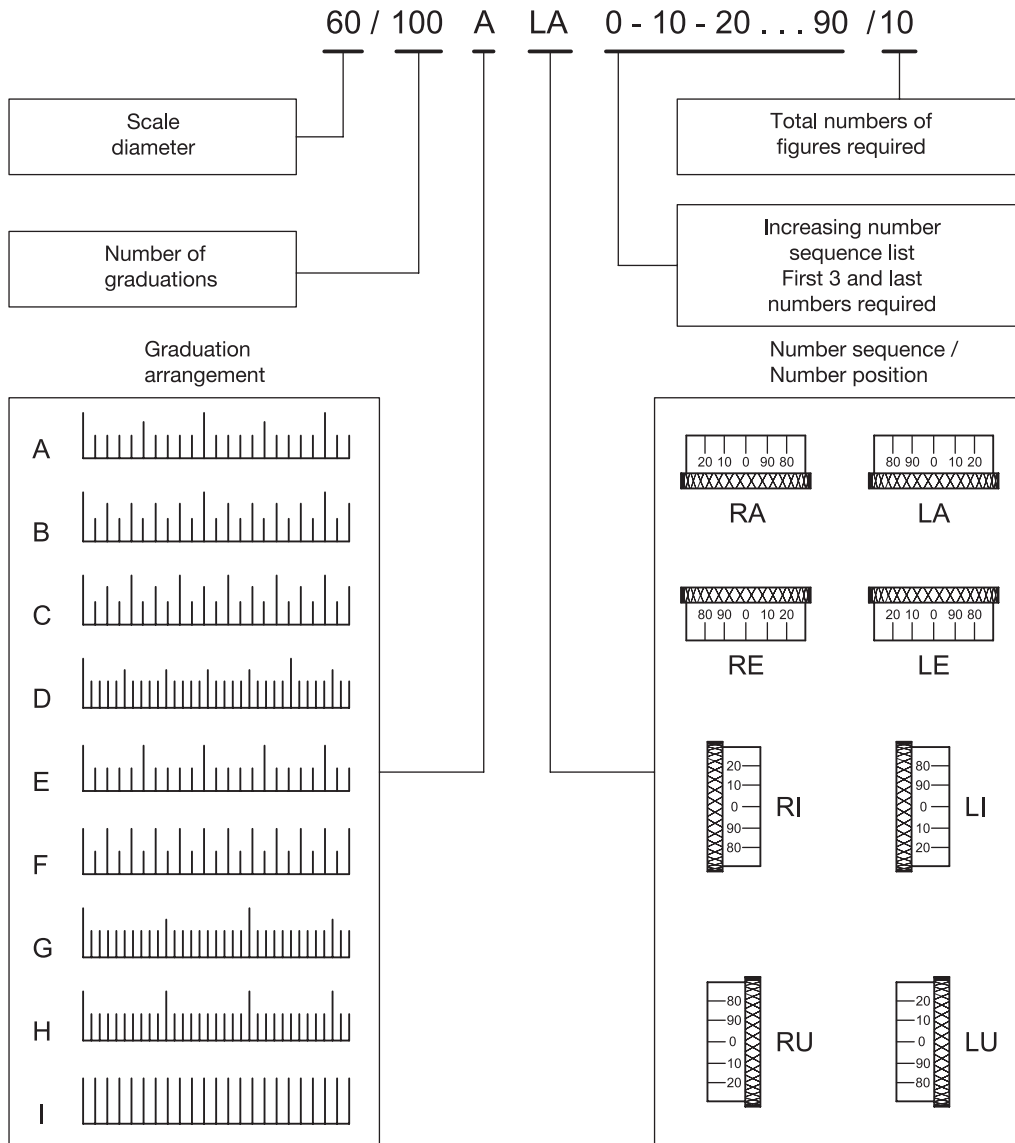 60 / 100 A LA 0 - 10 - 20 . . . 90 / 10
Scale
diameter
Total numbers of
figures required
Number of
graduations
Increasing number
sequence list
First 3 and last
numbers required
Graduation
arrangement
Number sequence /
Number position
A
B
C
D
E
F
G
H
I
20 10 0 90 80
RA
80 90 0 10 20
LA
80 90 0 10 20
RE
20 10 0 90 80
LE
20
10
0
90
80
RI
80
90
0
10
20
LI
80
90
0
10
20
RU
20
10
0
90
80
LU